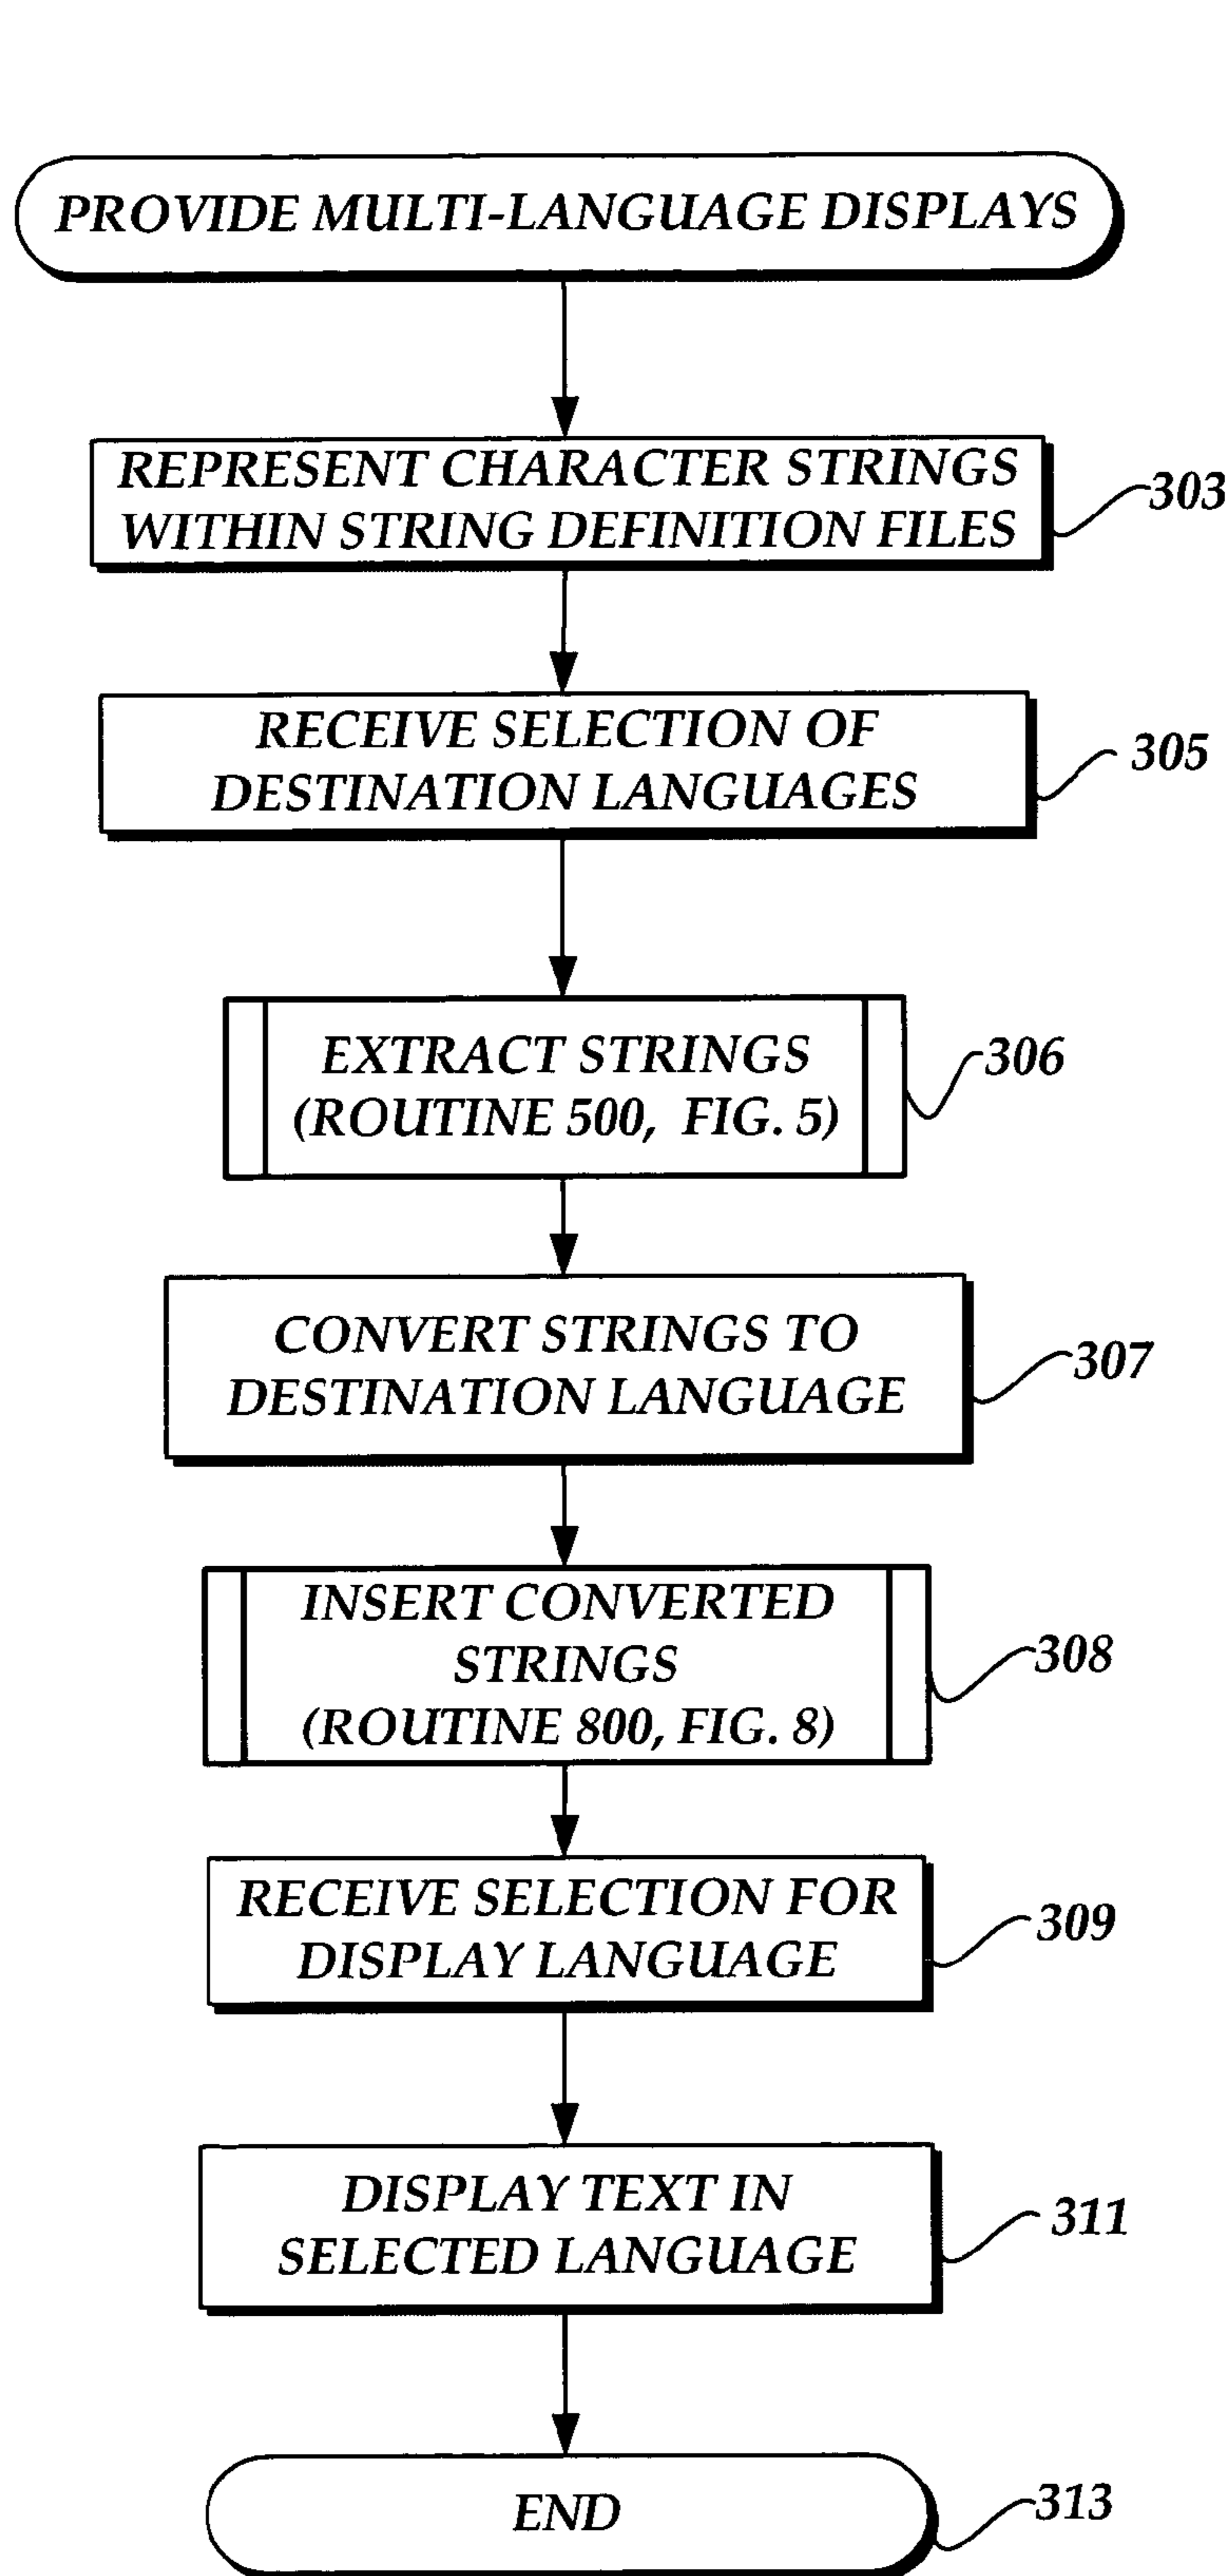 PROVIDE MULTI-LANGUAGE DISPLAYS
REPRESENT CHARACTER STRINGS
WITHIN STRING DEFINITION FILES
303
RECEIVE SELECTION OF
DESTINATION LANGUAGES
305
EXTRACT STRINGS
(ROUTINE 500, FIG. 5)
306
CONVERT STRINGS TO
DESTINATION LANGUAGE
307
INSERT CONVERTED
STRINGS
(ROUTINE 800, FIG. 8)
308
RECEIVE SELECTION FOR
DISPLAY LANGUAGE
309
DISPLAY TEXT IN
SELECTED LANGUAGE
311
END
313